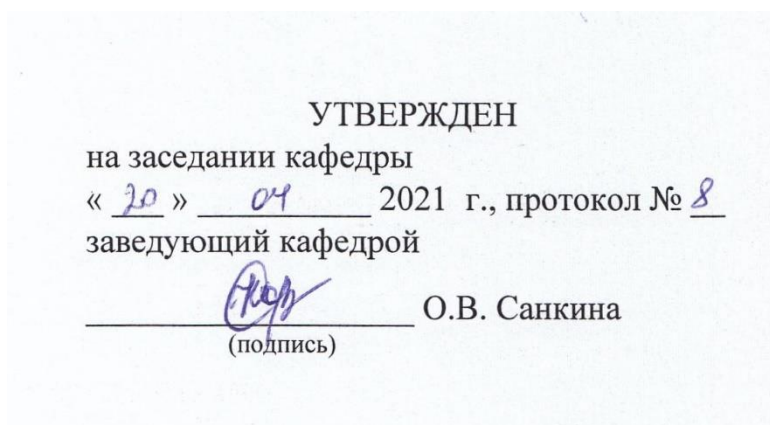 УТВЕРЖДЕН
на заседании кафедры
« 20 » 04 2021 г., протокол № 8
заведующий кафедрой
О.В. Санкина
(подпись)